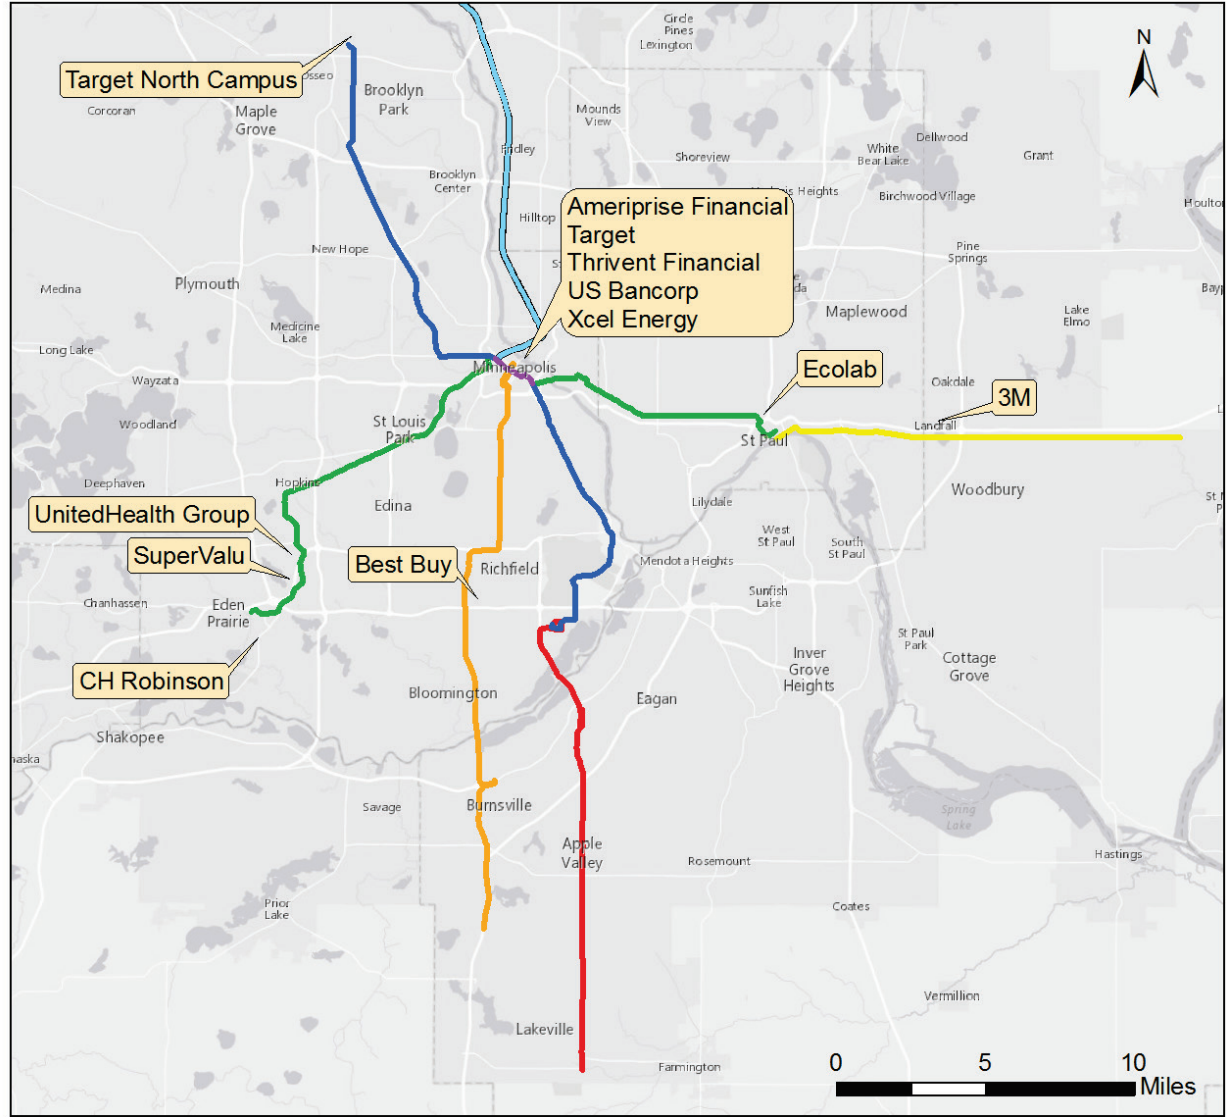 Circle
Pines
Lexington
N
Target North Campus
Osseo
Brooklyn
Park
Corcoran
Maple
Grove
Mounds
View
Dellwood
Fridley
White
Bear Lake
Shoreview
Grant
Brooklyn
Center
Heights
Birchwood Village
Ameriprise Financial
Target
Thrivent Financial
US Bancorp
Xcel Energy
Hilltop
New Hope
Pine
Springs
Plymouth
Medina
Maplewood
Lake
Elmo
Medicine
Lake
Long Lake
Minneapolis
Ecolab
Wayzata
Oakdale
3M
St Louis
Park
Woodland
Landfall
St Paul
Deephaven
Hopkins
Woodbury
Edina
Lilydale
UnitedHealth Group
West
St Paul
South
St Paul
SuperValu
Best Buy
Richfield
Mendota Heights
Sunfish
Lake
Chanhassen
Eden
Prairie
St Paul
Park
CH Robinson
Inver
Grove
Heights
Cottage
Grove
Bloomington
Eagan
Shakopee
Savage
Burnsville
Spring
Lake
Apple
Valley
Rosemount
Hastings
Prior
Lake
Coates
Vermillion
Lakeville
Farmington
0 5 10
Miles